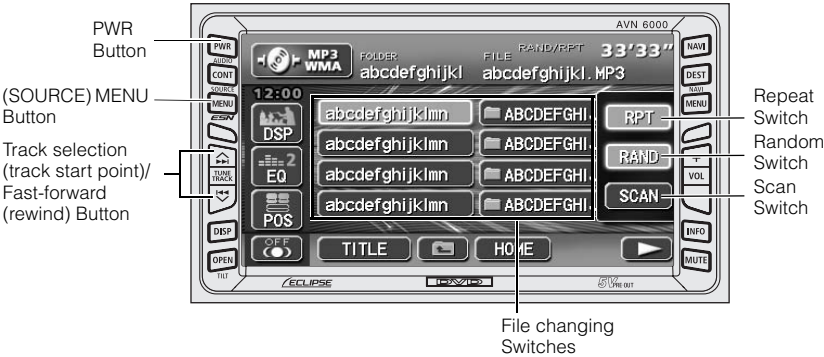 PWR
Button
(SOURCE) MENU
Button
Track selection
(track start point)/
Fast-forward
(rewind) Button
AVN 6000
PWR
AUDIO
CONT
SOURCE
MENU
ESN
TUNE
TRACK
DISP
OPEN
TILT
MP3
WMA
FOLDER
abcdefghijkl
FILE
RAND/RPT
33'33"
abcdefghijkl.MP3
12:00
DSP
2
EQ
POS
OFF
abcdefghijklmn
ABCDEFGHI
abcdefghijklmn
ABCDEFGHI
abcdefghijklmn
ABCDEFGHI
abcdefghijklmn
ABCDEFGHI
RPT
RAND
SCAN
TITLE
HOME
NAVI
DEST
NAVI
MENU
+
VOL
INFO
MUTE
ECLIPSE
DVD
5V PRE OUT
Repeat
Switch
Random
Switch
Scan
Switch
File changing
Switches